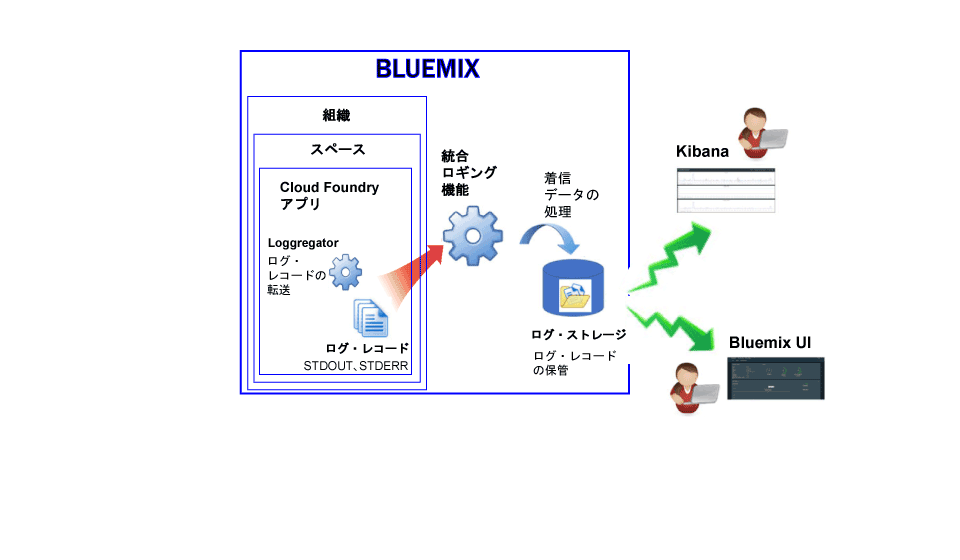 BLUEMIX
組織
スペース
Cloud Foundry
アプリ
Loggregator
ログ・
レコードの
転送
ログ・レコード
STDOUT、STDERR
統合
ロギング
機能
着信
データの
処理
ログ・ストレージ
ログ・レコード
の保管
Kibana
Bluemix UI